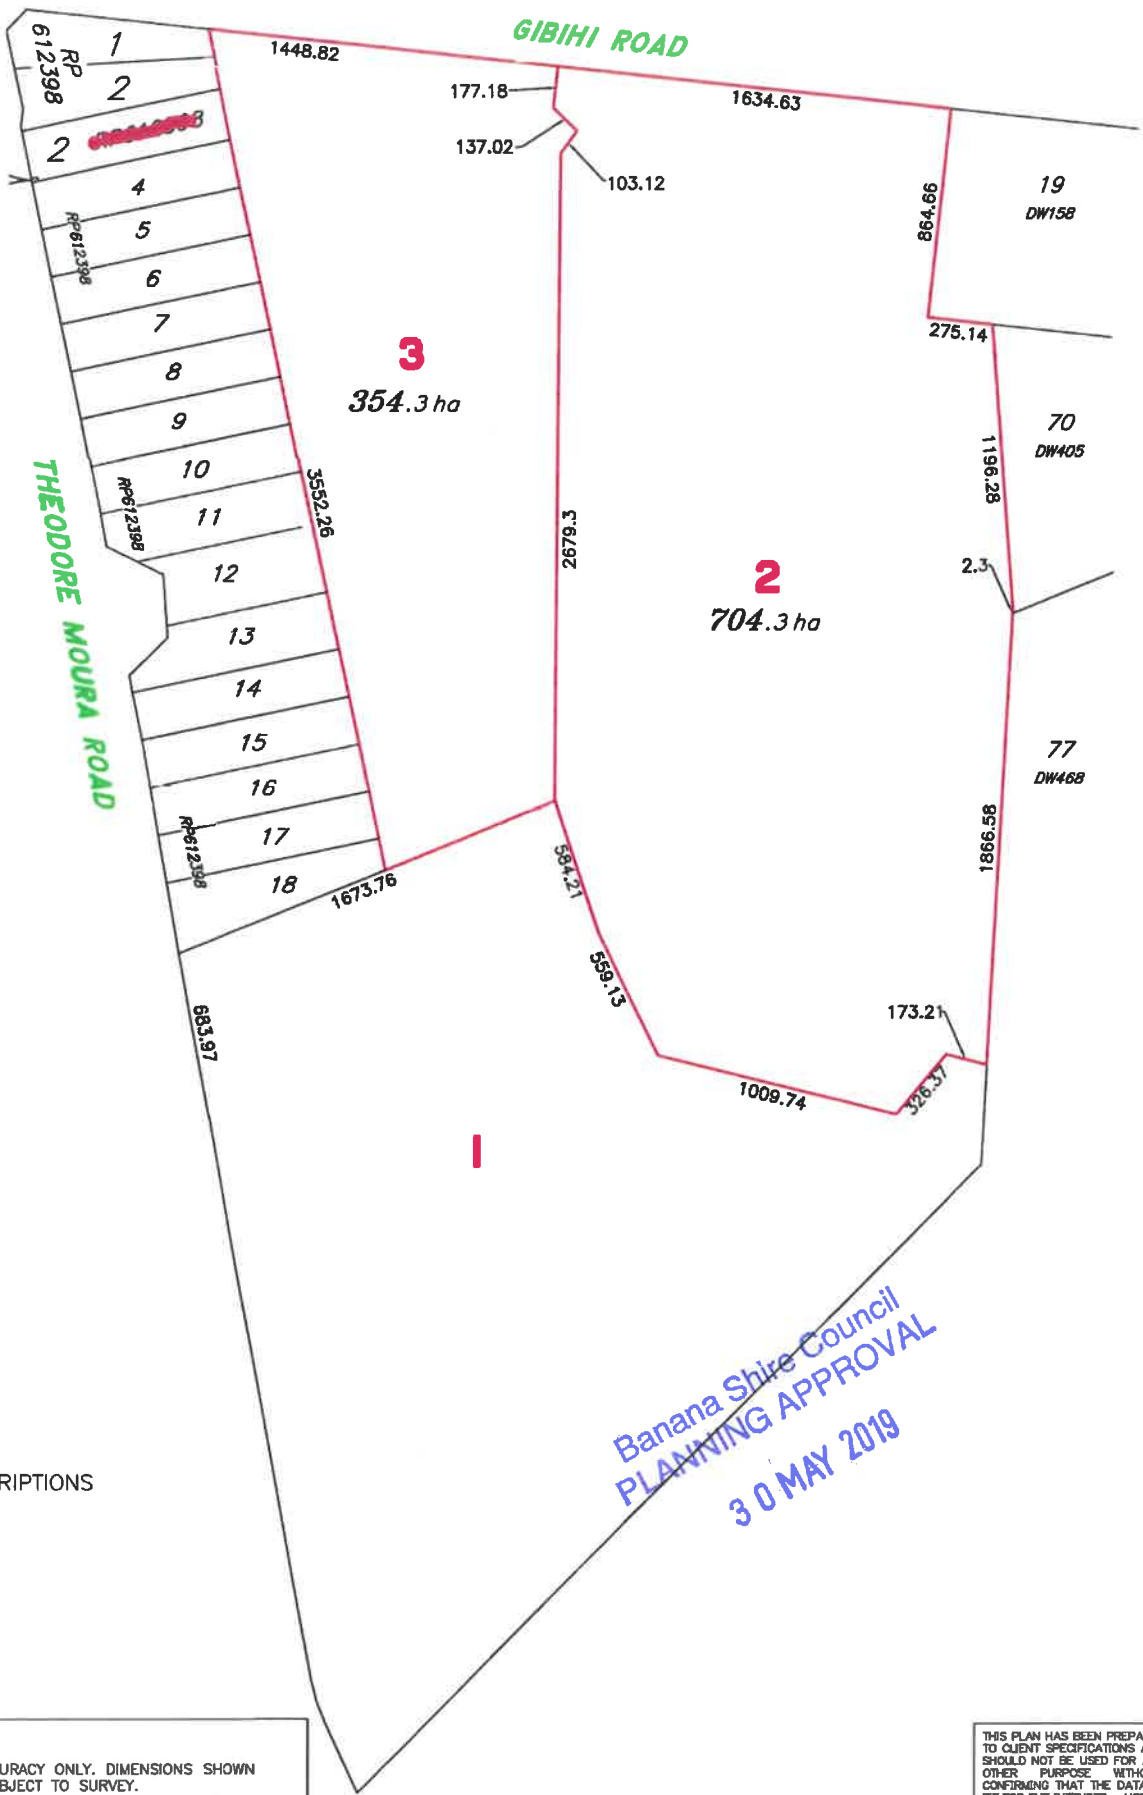 GIBIHI ROAD
1
RP
612398
2
2
4
5
RP612398
6
7
8
9
10
RP612398
11
12
13
14
15
16
17
RP612398
18
THEODORE MOURA ROAD
1448.82
177.18
137.02
103.12
1634.63
864.66
19
DW158
275.14
3
354.3 ha
3552.26
2679.3
2
704.3 ha
1196.28
70
DW405
2.3
77
DW468
1866.58
1673.76
584.21
559.13
683.97
1009.74
326.37
173.21
1
Banana Shire Council
PLANNING APPROVAL
30 MAY 2019
RIPTIONS
URACY ONLY. DIMENSIONS SHOWN
BJECT TO SURVEY.
THIS PLAN HAS BEEN PREPA
TO CLIENT SPECIFICATIONS
SHOULD NOT BE USED FOR
OTHER PURPOSE WITHO
CONFIRMING THAT THE DATA